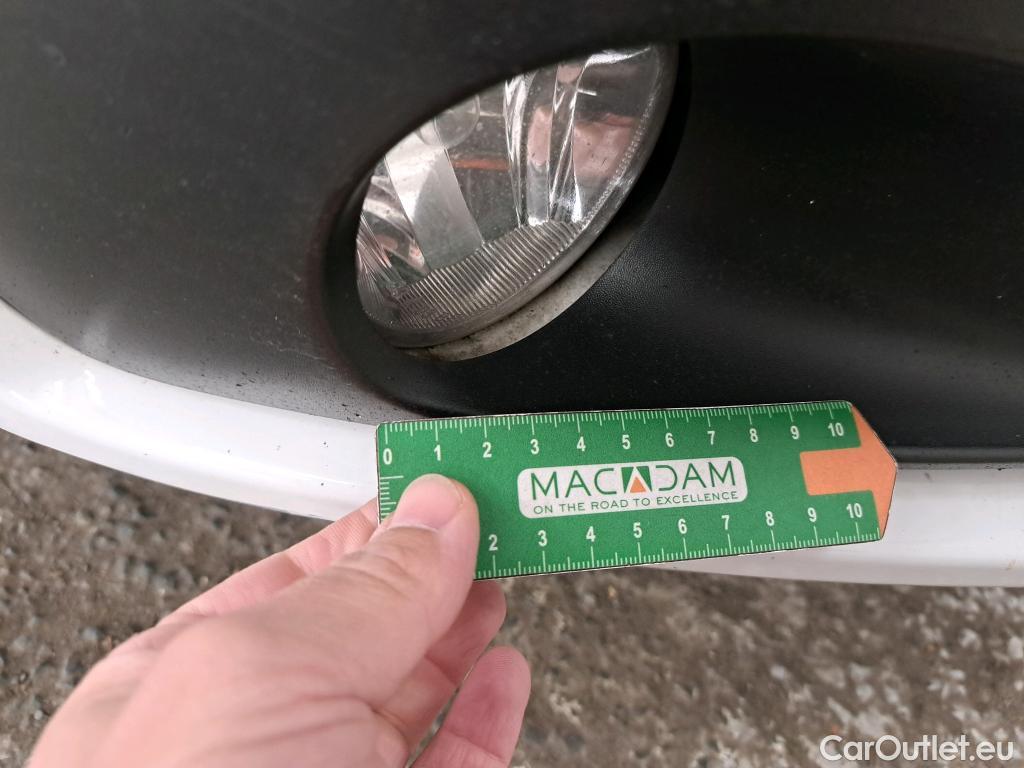 0 1 2 3 4 5 6 7 8 9 10
MACADAM
ON THE ROAD TO EXCELLENCE
2 3 4 5 6 7 8 9 10
CarOutlet.eu